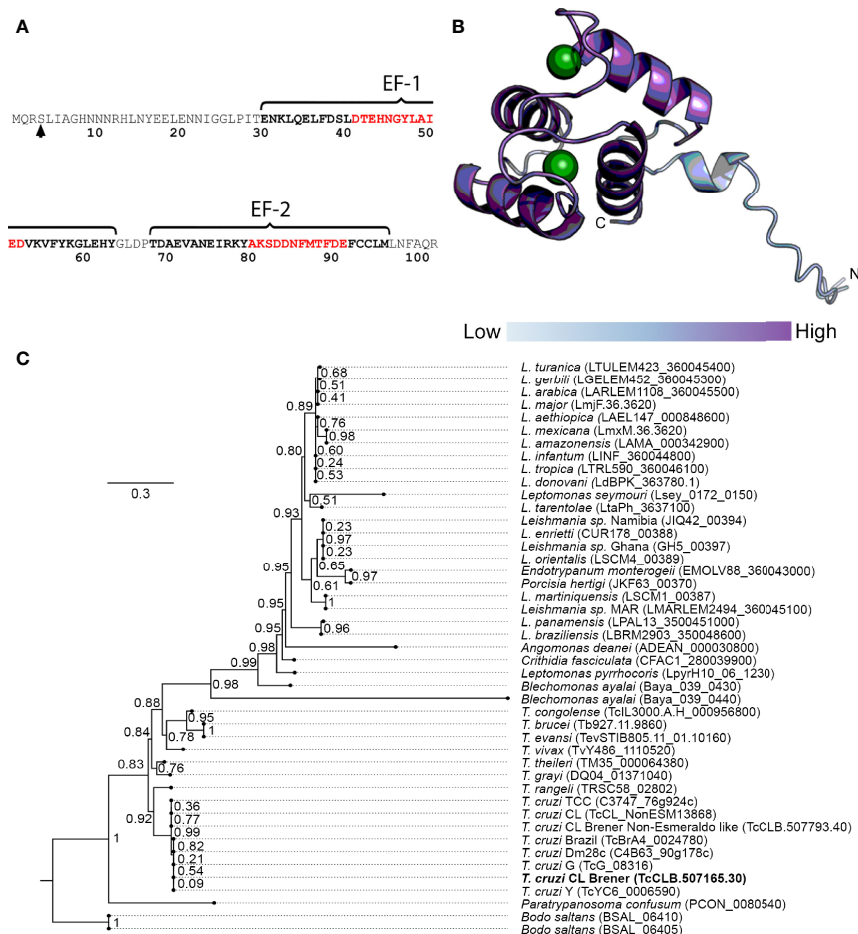 A
B
EF-1
MQRSLIAGHNNNRHLNYEELENNIGGLPITENKLQELFDSLDTEHNGYLAI
10 20 30 40 50
EF-2
EDVKVFYKGLEHYGLDPTDAEVANEIRKYAKSDDNFMTFDEFCCLMLNFAQR
60 70 80 90 100
C
N
Low High
C
L. turanica (LTULEM423_360045400)
L. gerbili (LGELEM452_360045300)
L. arabica (LARLEM1108_360045500)
L. major (LmjF.36.3620)
L. aethiopica (LAEL147_000848600)
L. mexicana (LmxM.36.3620)
L. amazonensis (LAMA_000342900)
L. infantum (LINF_360044800)
L. tropica (LTRL590_360046100)
L. donovani (LdBPK_363780.1)
Leptomonas seymouri (Lsey_0172_0150)
L. tarentolae (LtaPh_3637100)
Leishmania sp. Namibia (JIQ42_00394)
L. enrietti (CUR178_00388)
Leishmania sp. Ghana (GH5_00397)
L. orientalis (LSCM4_00389)
Endotrypanum monterogeii (EMOLV88_360043000)
Porcisia hertigi (JKF63_00370)
L. martiniquensis (LSCM1_00387)
Leishmania sp. MAR (LMARLEM2494_360045100)
L. panamensis (LPAL13_3500451000)
L. braziliensis (LBRM2903_350048600)
Angomonas deanei (ADEAN_000030800)
Crithidia fasciculata (CFAC1_280039900)
Leptomonas pyrrhocoris (LpyrH10_06_1230)
Blechomonas ayalai (Baya_039_0430)
Blechomonas ayalai (Baya_039_0440)
T. congolense (TcIL3000.A.H_000956800)
T. brucei (Tb927.11.9860)
T. evansi (TevSTIB805.11_01.10160)
T. vivax (TvY486_1110520)
T. theileri (TM35_000064380)
T. grayi (DQ04_01371040)
T. rangeli (TRSC58_02802)
T. cruzi TCC (C3747_76g924c)
T. cruzi CL (TcCL_NonESM13868)
T. cruzi CL Brener Non-Esmeraldo like (TcCLB.507793.40)
T. cruzi Brazil (TcBrA4_0024780)
T. cruzi Dm28c (C4B63_90g178c)
T. cruzi G (TcG_08316)
T. cruzi CL Brener (TcCLB.507165.30)
T. cruzi Y (TcYC6_0006590)
Paratrypanosoma confusum (PCON_0080540)
Bodo saltans (BSAL_06410)
Bodo saltans (BSAL_06405)
0.3
0.68
0.51
0.41
0.89
0.76
0.98
0.80
0.60
0.24
0.53
0.51
0.93
0.23
0.97
0.23
0.65
0.95
0.97
0.61
0.95
1
0.95
0.96
0.98
0.99
0.98
0.88
0.95
0.84
1
0.78
0.83
0.76
0.36
0.92
0.77
0.99
1
0.82
0.21
0.54
0.09
1